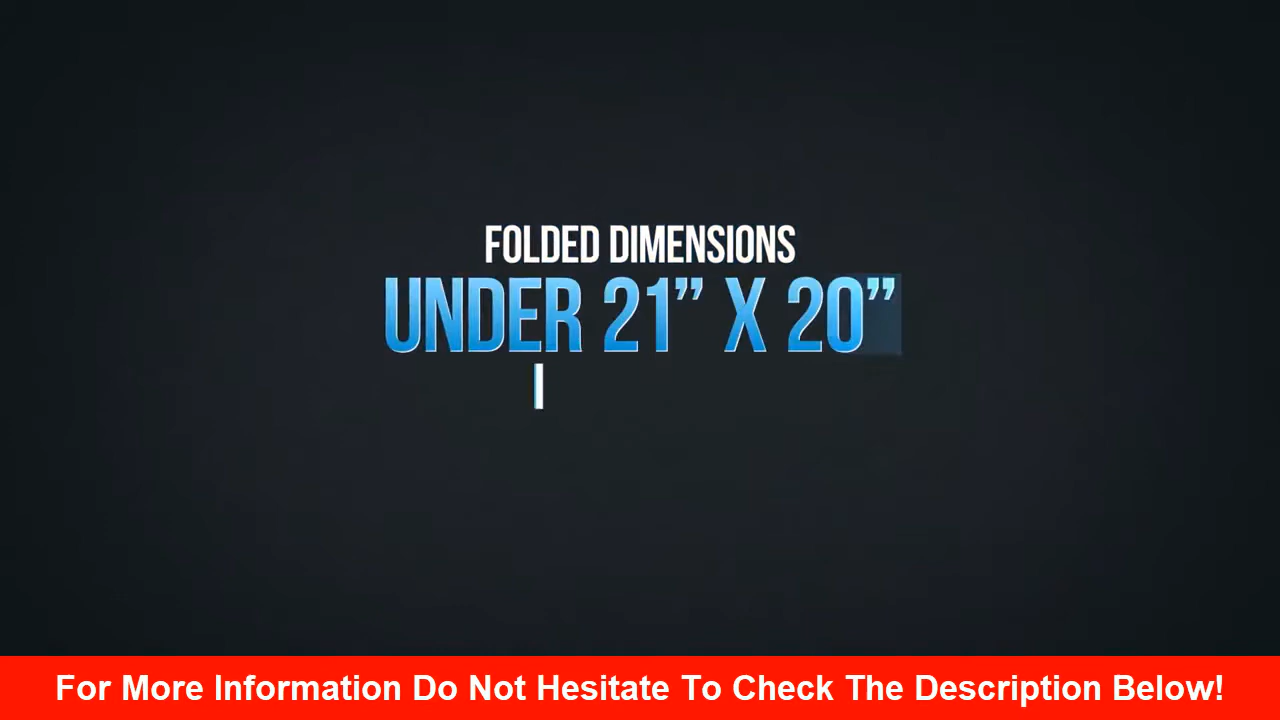 FOLDED DIMENSIONS
UNDER 21” X 20”
For More Information Do Not Hesitate To Check The Description Below!